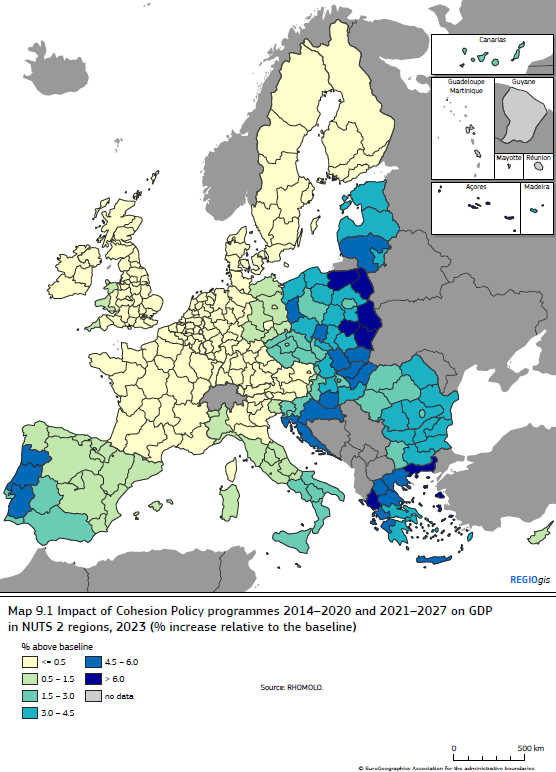 Canarias
Guadeloupe
Martinique
Guyane
Mayotte
Réunion
Açores
Madeira
REGIOgis
Map 9.1 Impact of Cohesion Policy programmes 2014–2020 and 2021–2027 on GDP
in NUTS 2 regions, 2023 (% increase relative to the baseline)
% above baseline
<= 0.5
0.5 – 1.5
1.5 – 3.0
3.0 – 4.5
4.5 – 6.0
> 6.0
no data
Source: RHOMOLO.
0 500 km
© EuroGeographics Association for the administrative boundaries